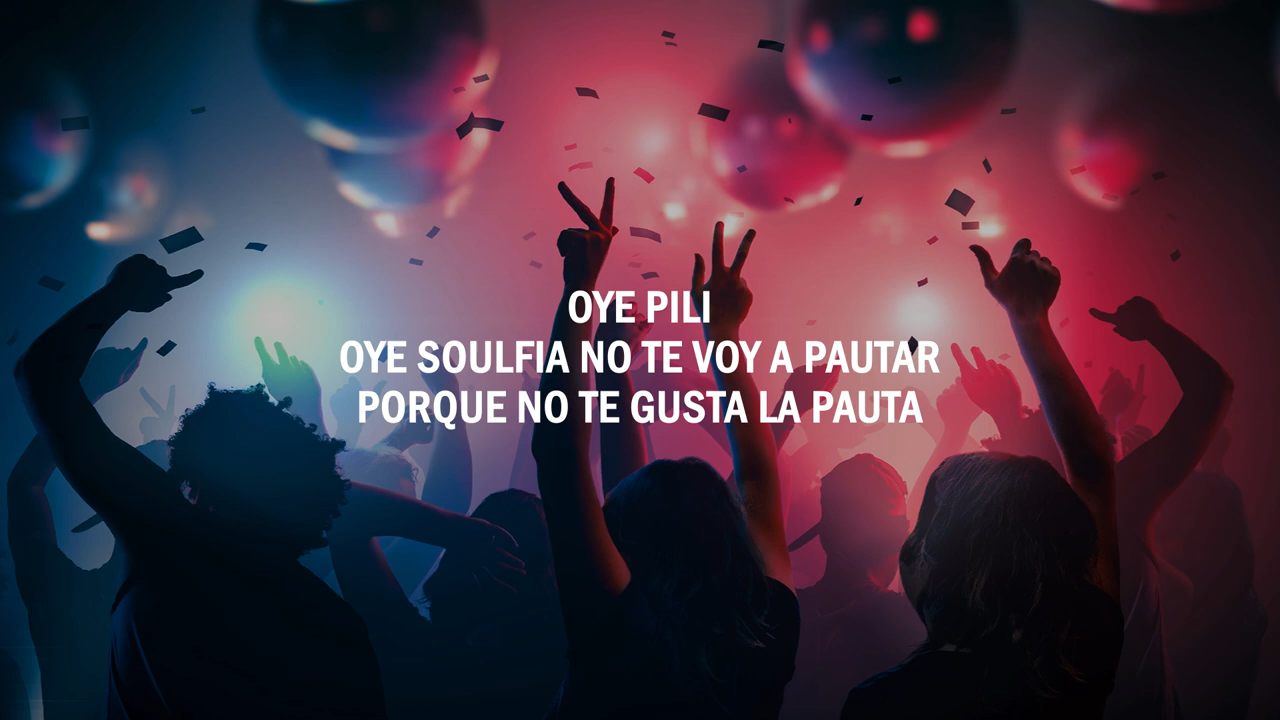 OYE PILI
OYE SOULFIA NO TE VOY A PAUTAR
PORQUE NO TE GUSTA LA PAUTA